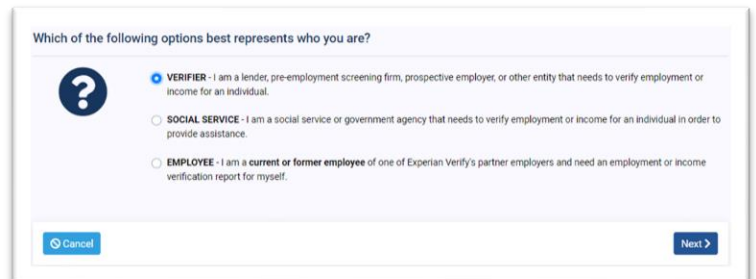 Which of the following options best represents who you are?
?
VERIFIER - I am a lender, pre-employment screening firm, prospective employer, or other entity that needs to verify employment or
income for an individual.
SOCIAL SERVICE - I am a social service or government agency that needs to verify employment or income for an individual in order to
provide assistance.
EMPLOYEE - I am a current or former employee of one of Experian Verify's partner employers and need an employment or income
verification report for myself.
Cancel
Next >